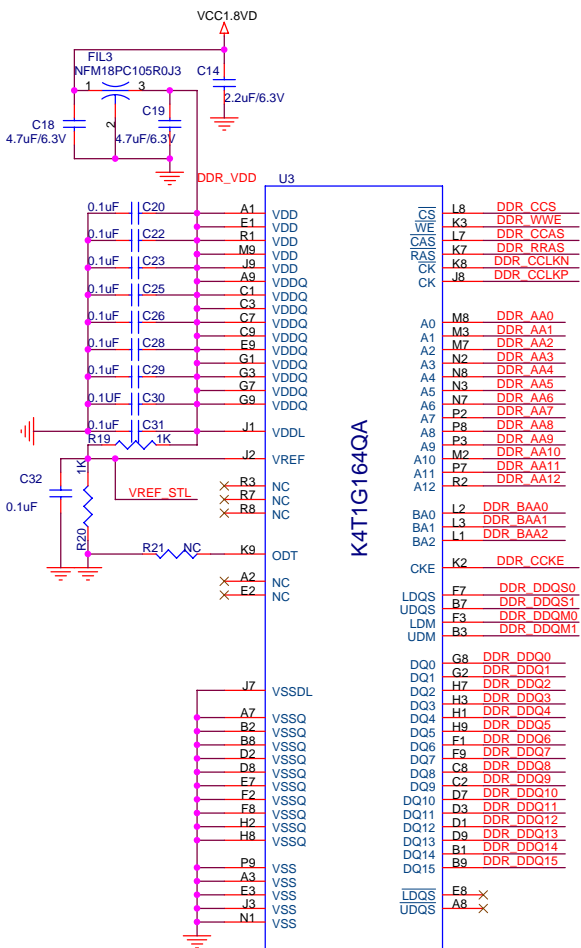 VCC1.8VD
FIL3
NFM18PC105R0J3
1 3
2
C14
2.2uF/6.3V
C18
4.7uF/6.3V
C19
4.7uF/6.3V
DDR_VDD
U3
K4T1G164QA
0.1uF C20
0.1uF C22
0.1uF C23
0.1uF C25
0.1uF C26
0.1uF C28
0.1uF C29
0.1UF C30
0.1uF C31
R19 1K
C32
0.1uF
1K
R20
VREF_STL
R21 NC
A1 VDD
E1 VDD
R1 VDD
M9 VDD
J9 VDD
A9 VDDQ
C1 VDDQ
C3 VDDQ
C7 VDDQ
C9 VDDQ
E9 VDDQ
G1 VDDQ
G3 VDDQ
G7 VDDQ
G9 VDDQ
J1 VDDL
J2 VREF
R3 NC
R7 NC
R8 NC
K9 ODT
A2 NC
E2 NC
J7 VSSDL
A7 VSSQ
B2 VSSQ
B8 VSSQ
D2 VSSQ
D8 VSSQ
E7 VSSQ
F2 VSSQ
F8 VSSQ
H2 VSSQ
H8 VSSQ
P9 VSS
A3 VSS
E3 VSS
J3 VSS
N1 VSS
CS L8 DDR_CCS
WE K3 DDR_WWE
CAS L7 DDR_CCAS
RAS K7 DDR_RRAS
CK K8 DDR_CCLKN
CK J8 DDR_CCLKP
A0 M8 DDR_AA0
A1 M3 DDR_AA1
A2 M7 DDR_AA2
A3 N2 DDR_AA3
A4 N8 DDR_AA4
A5 N3 DDR_AA5
A6 N7 DDR_AA6
A7 P2 DDR_AA7
A8 P8 DDR_AA8
A9 P3 DDR_AA9
A10 M2 DDR_AA10
A11 P7 DDR_AA11
A12 R2 DDR_AA12
BA0 L2 DDR_BAA0
BA1 L3 DDR_BAA1
BA2 L1 DDR_BAA2
CKE K2 DDR_CCKE
LDQS F7 DDR_DDQS0
UDQS B7 DDR_DDQS1
LDM F3 DDR_DDQM0
UDM B3 DDR_DDQM1
DQ0 G8 DDR_DDQ0
DQ1 G2 DDR_DDQ1
DQ2 H7 DDR_DDQ2
DQ3 H3 DDR_DDQ3
DQ4 H1 DDR_DDQ4
DQ5 H9 DDR_DDQ5
DQ6 F1 DDR_DDQ6
DQ7 F9 DDR_DDQ7
DQ8 C8 DDR_DDQ8
DQ9 C2 DDR_DDQ9
DQ10 D7 DDR_DDQ10
DQ11 D3 DDR_DDQ11
DQ12 D1 DDR_DDQ12
DQ13 D9 DDR_DDQ13
DQ14 B1 DDR_DDQ14
DQ15 B9 DDR_DDQ15
LDQS E8
UDQS A8